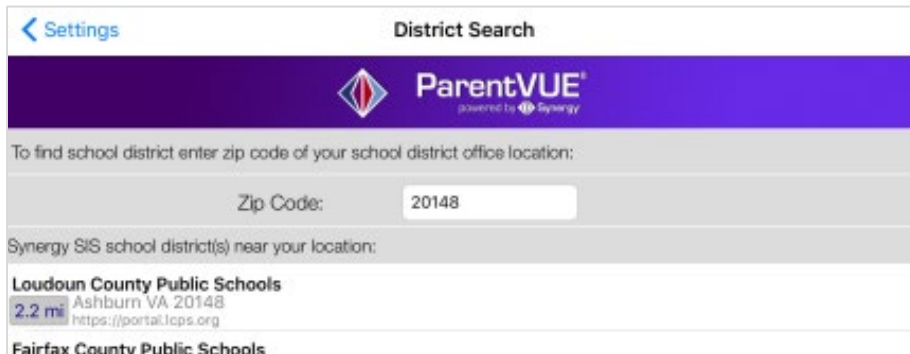 Settings
District Search
ParentVUE®
powered by Synergy
To find school district enter zip code of your school district office location:
Zip Code: 20148
Synergy SIS school district(s) near your location:
Loudoun County Public Schools
2.2 mi Ashburn VA 20148
https://portal.lcps.org
Fairfax County Public Schools